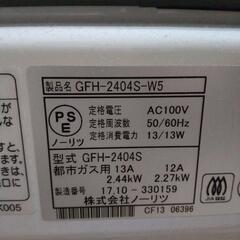 製品名 GFH-2404S-W5
PS
E
ノーリツ
定格電圧 AC100V
定格周波数 50/60Hz
定格消費電力 13/13W
型式 GFH-2404S
都市ガス用 13A 12A
2.44kW 2.27kW
製造番号 17.10-330159
株式会社ノーリツ
CF13 06396
K005